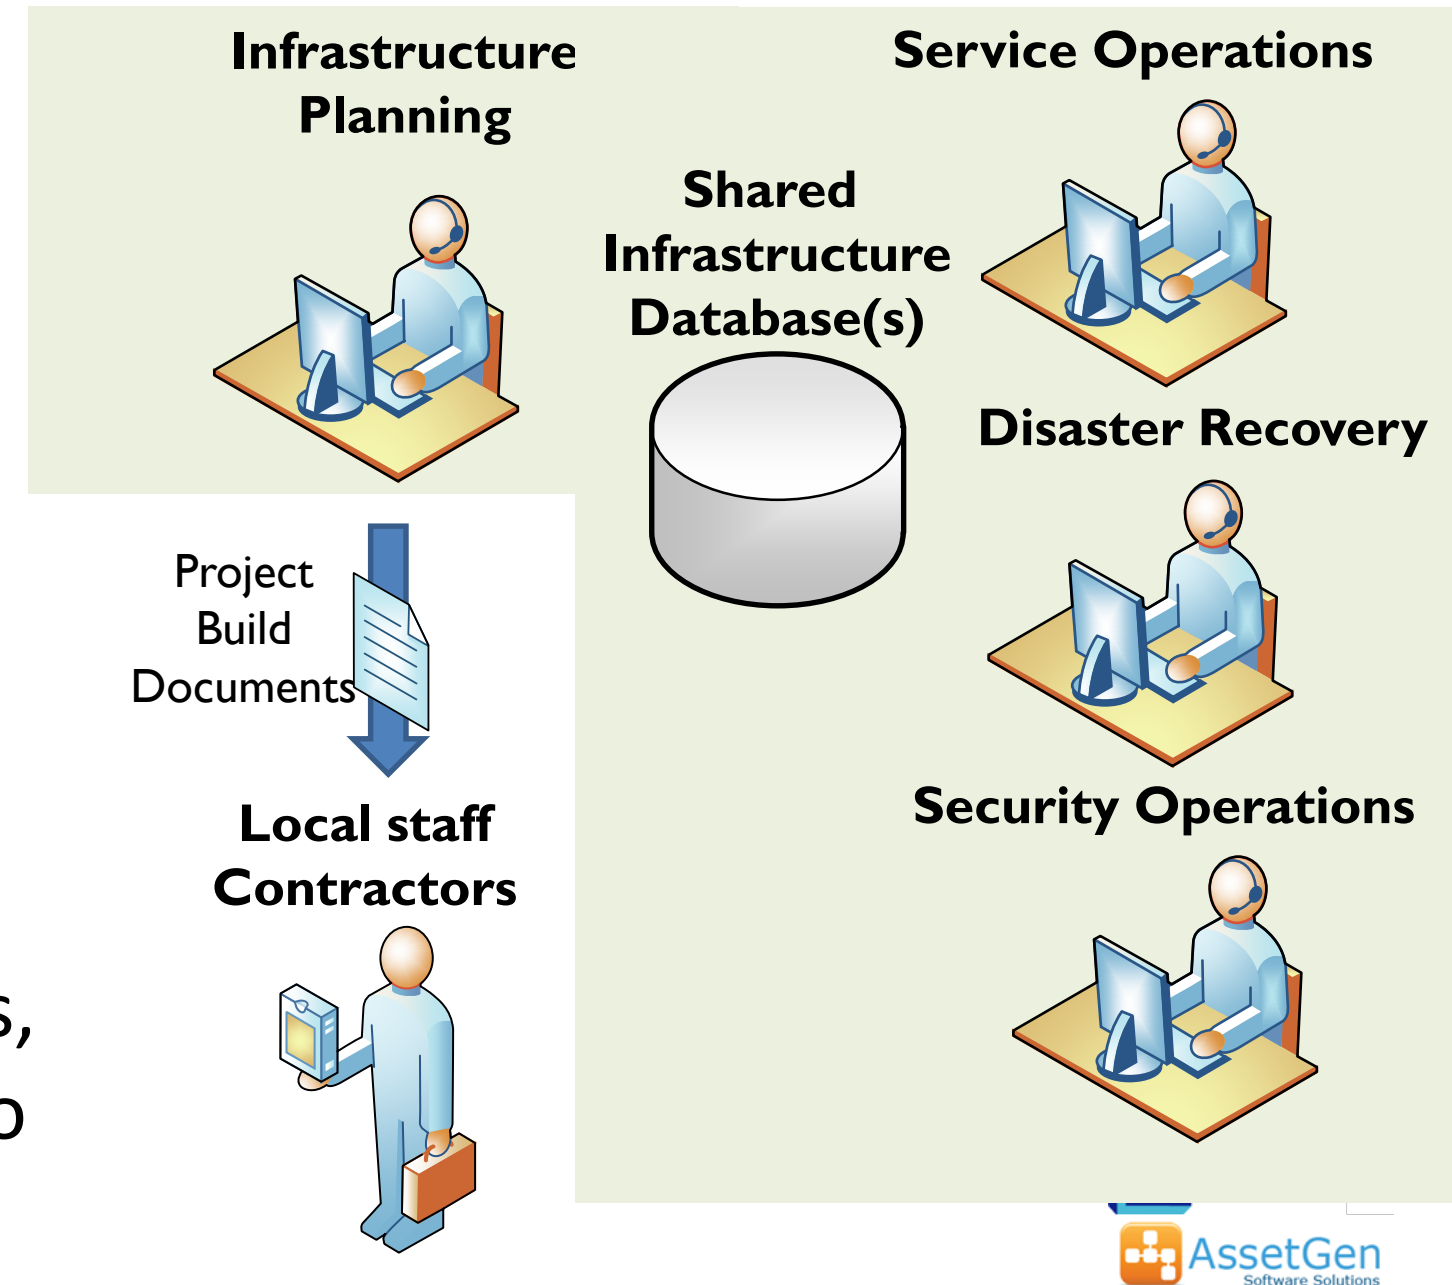 Infrastructure
Planning
Service Operations
Shared
Infrastructure
Database(s)
Disaster Recovery
Project
Build
Documents
Security Operations
Local staff
Contractors
s,
o
AssetGen
Software Solutions